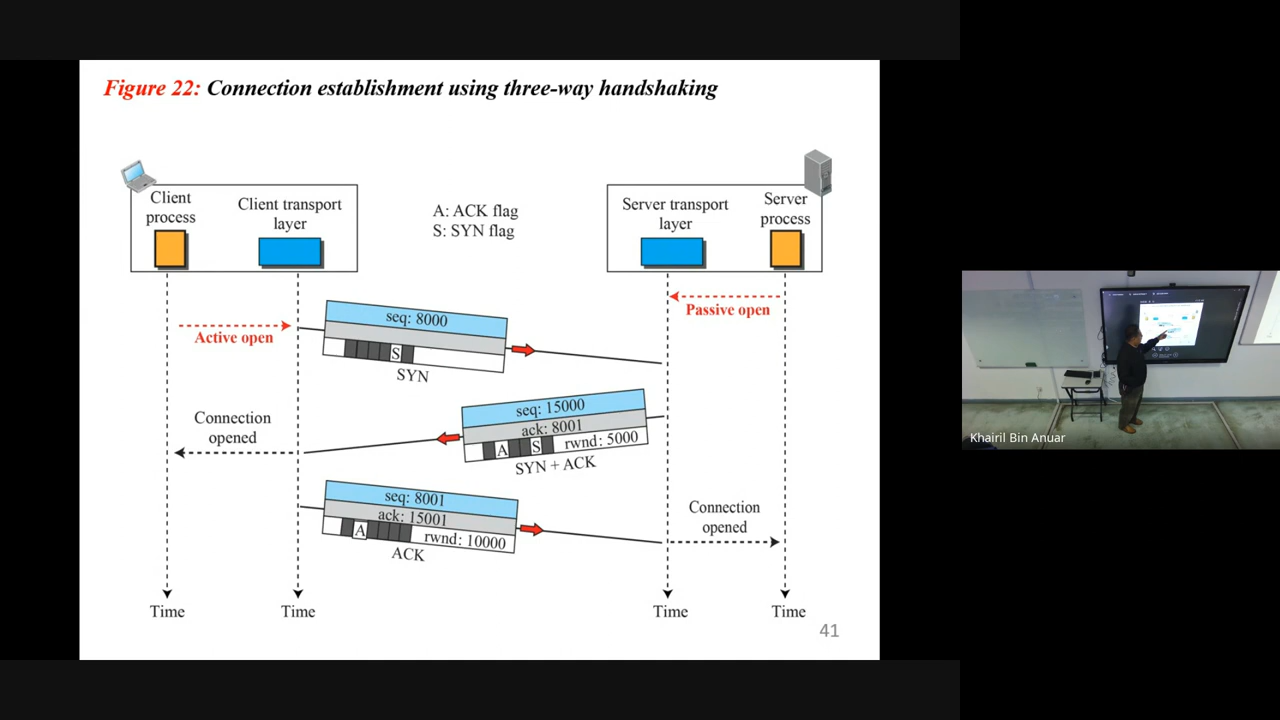 Figure 22: Connection establishment using three-way handshaking
Client
process
Client transport
layer
A: ACK flag
S: SYN flag
Server transport
layer
Server
process
Passive open
Active open
seq: 8000
S
SYN
Connection
opened
seq: 15000
ack: 8001
A S rwnd: 5000
SYN + ACK
seq: 8001
ack: 15001
A rwnd: 10000
ACK
Connection
opened
Time
Time
Time
Time
41
Khairil Bin Anuar